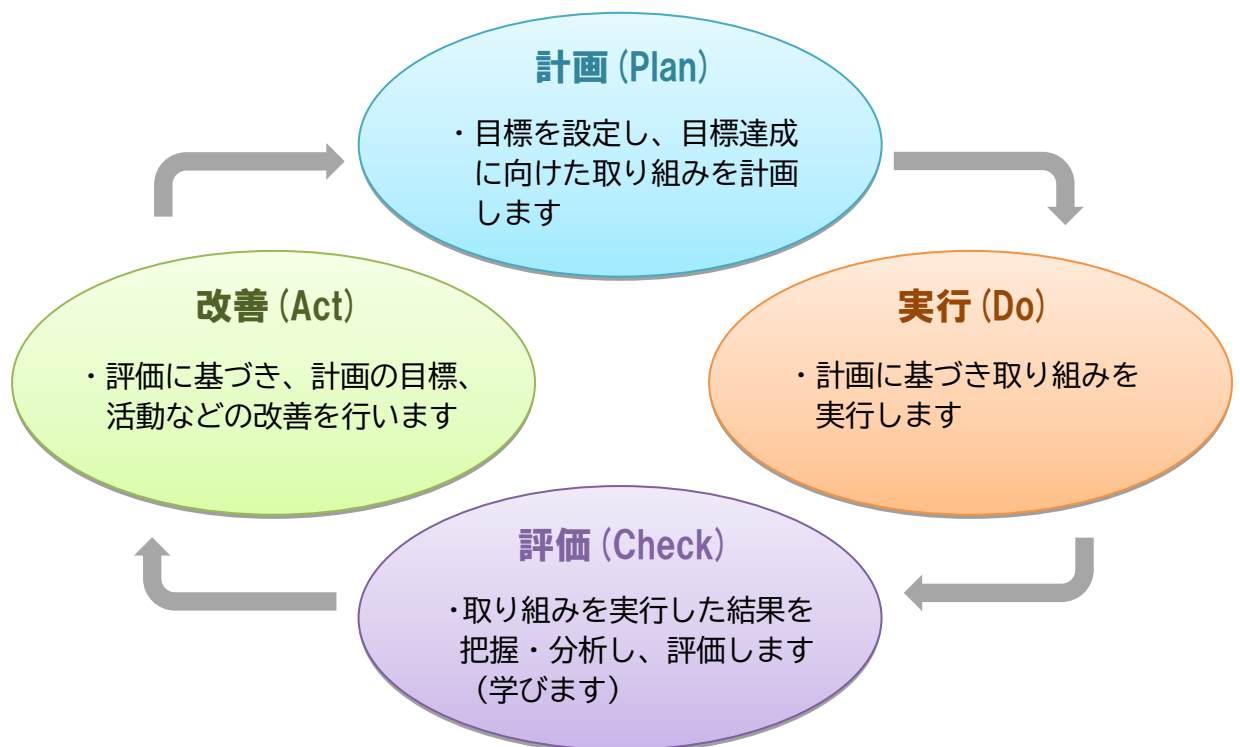 計画(Plan)
・目標を設定し、目標達成
に向けた取り組みを計画
します
改善(Act)
・評価に基づき、計画の目標、
活動などの改善を行います
実行(Do)
・計画に基づき取り組みを
実行します
評価(Check)
・取り組みを実行した結果を
把握・分析し、評価します
（学びます）